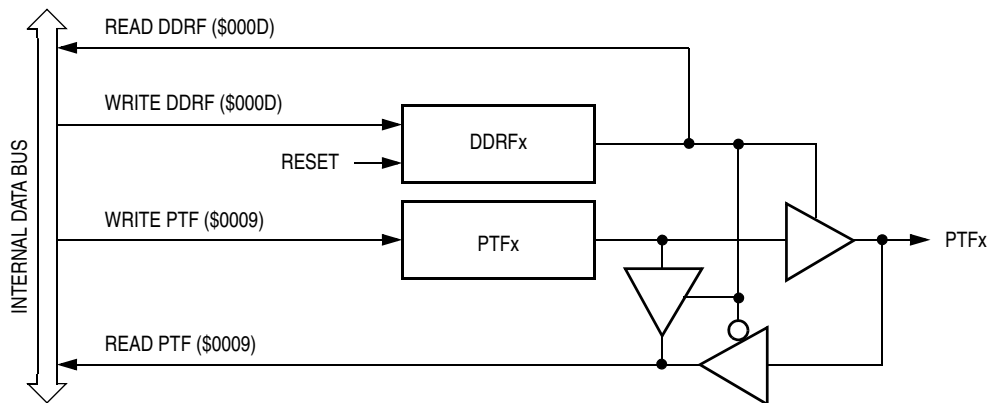 READ DDRF ($000D)
WRITE DDRF ($000D)
DDRFx
RESET
WRITE PTF ($0009)
PTFx
PTFx
READ PTF ($0009)
INTERNAL DATA BUS